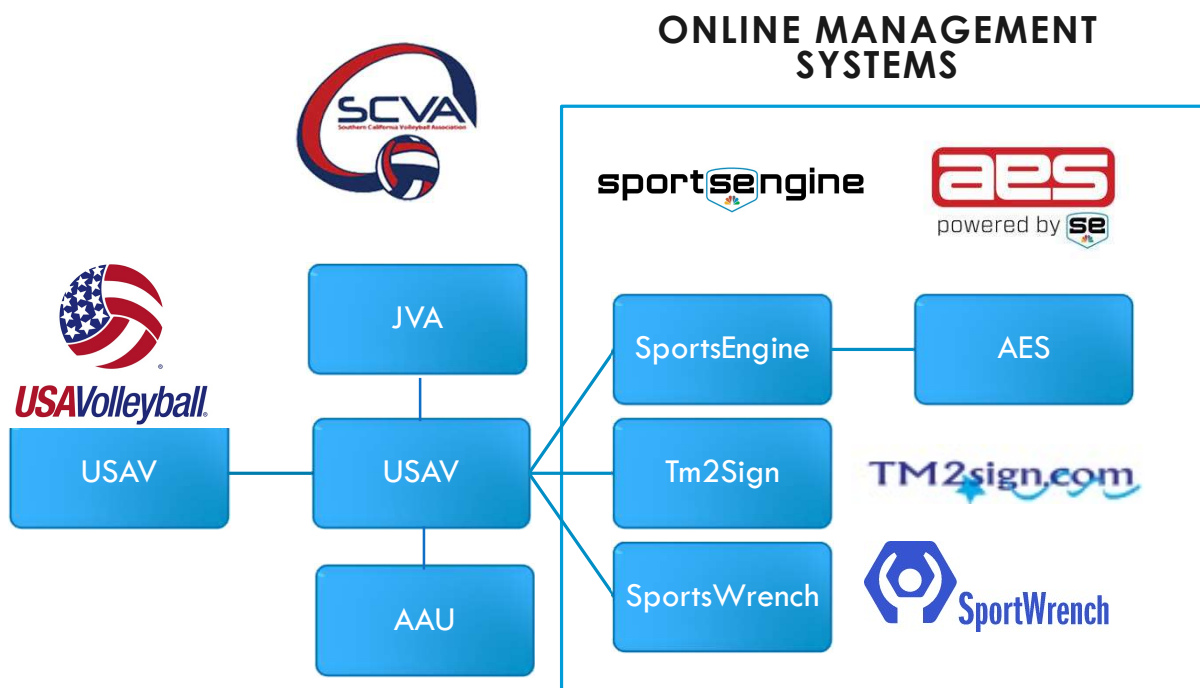 ONLINE MANAGEMENT
SYSTEMS
SCVA
Southern California Volleyball Association
sportsengine
aes
powered by se
JVA
SportsEngine
AES
USAVolleyball®
USAV
USAV
Tm2Sign
TM2sign.com
SportsWrench
SportWrench
AAU